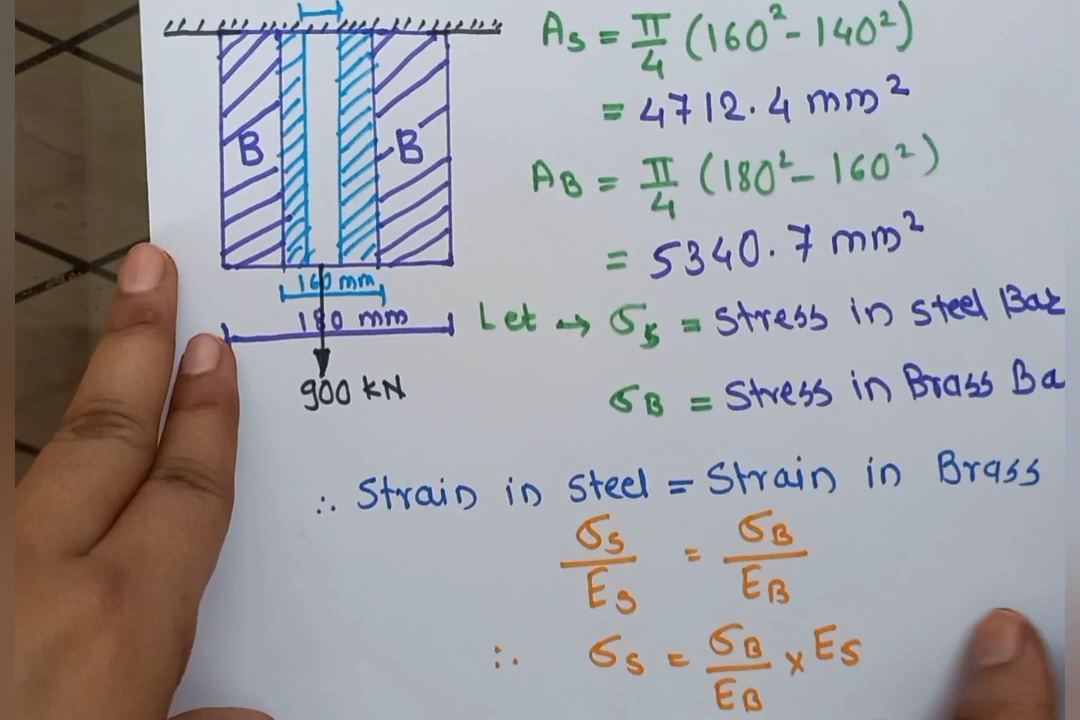 B
B
160 mm
180 mm
900 kN
As = π/4 (160² - 140²)
= 4712.4 mm²
AB = π/4 (180² - 160²)
= 5340.7 mm²
Let → σs = stress in steel Bar
σB = stress in Brass Ba
∴ Strain in steel = Strain in Brass
σs/Es = σB/EB
∴ σs = σB/EB × Es